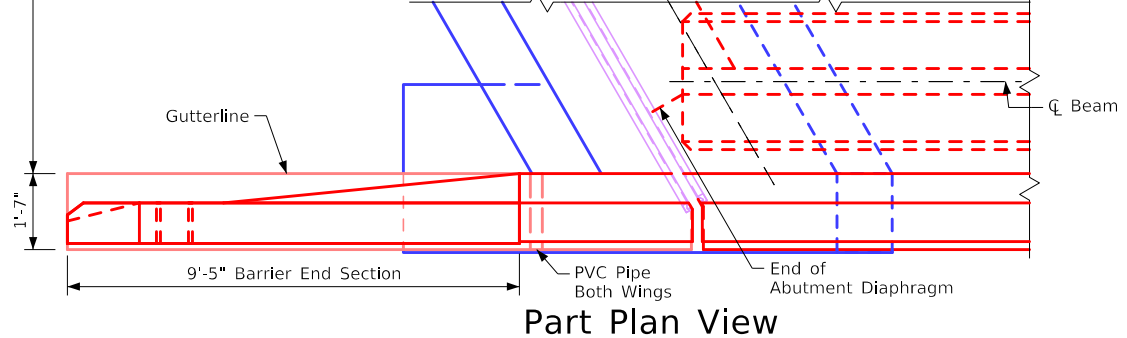 Gutterline
℄ Beam
1'-7"
9'-5" Barrier End Section
PVC Pipe
Both Wings
End of
Abutment Diaphragm
Part Plan View